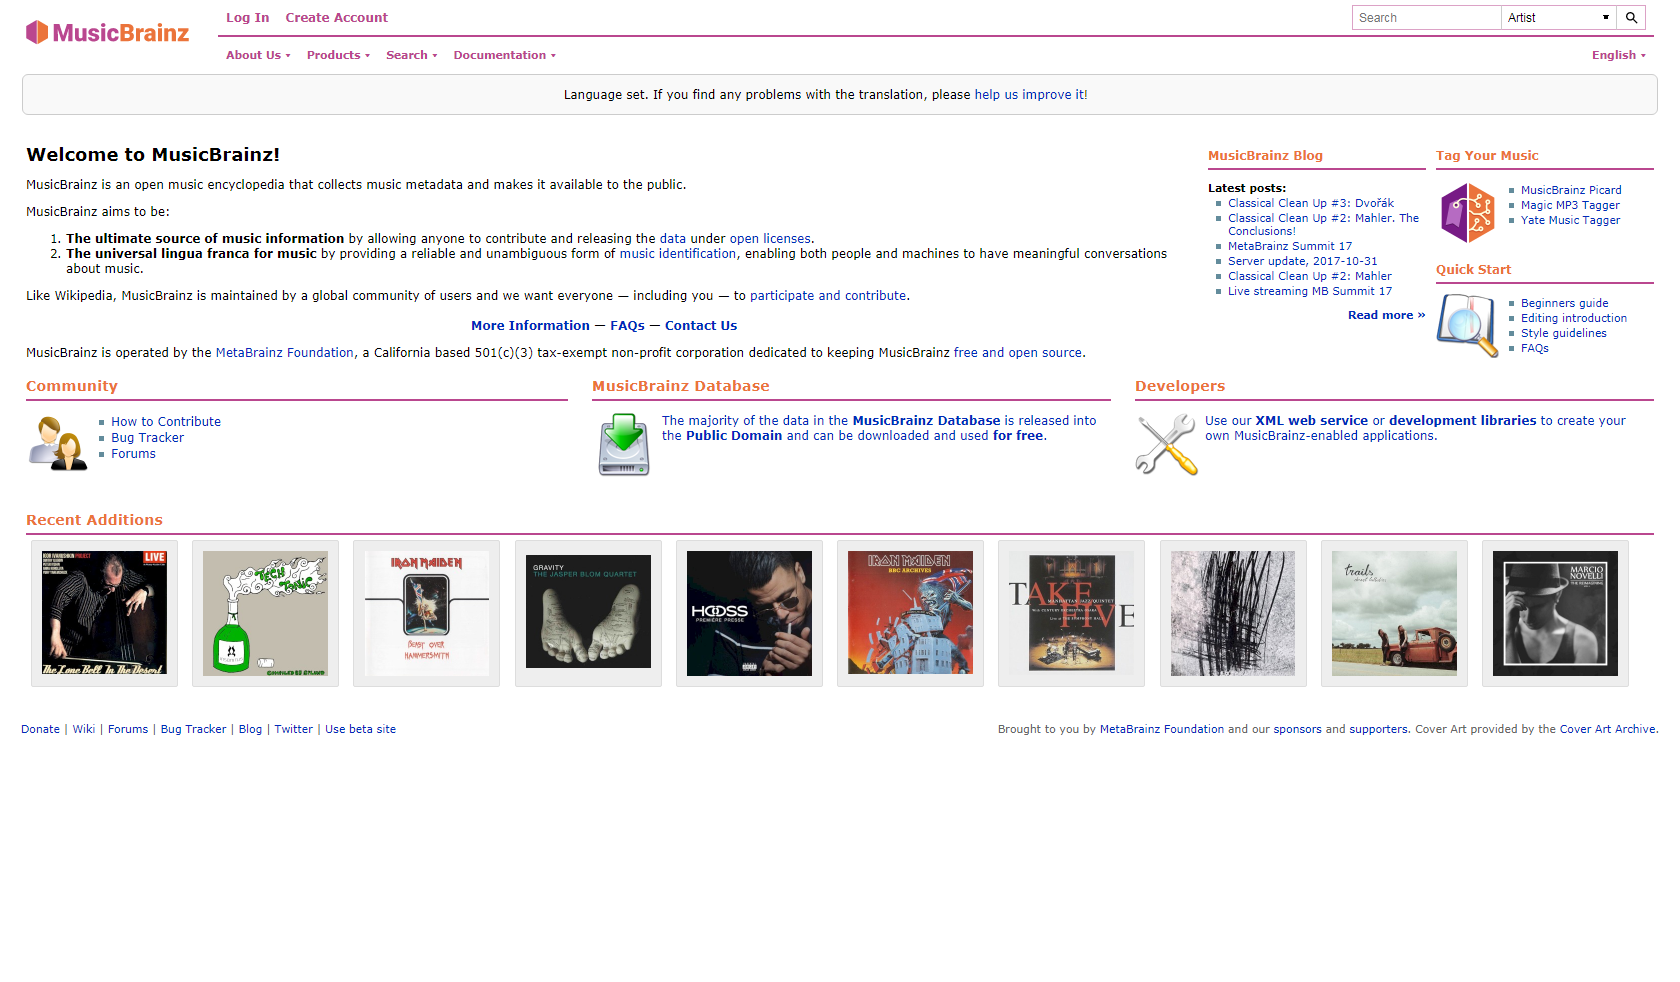 MusicBrainz
Log In Create Account
Search Artist
About Us Products Search Documentation English
Language set. If you find any problems with the translation, please help us improve it!
Welcome to MusicBrainz!
MusicBrainz is an open music encyclopedia that collects music metadata and makes it available to the public.
MusicBrainz aims to be:
1. The ultimate source of music information by allowing anyone to contribute and releasing the data under open licenses.
2. The universal lingua franca for music by providing a reliable and unambiguous form of music identification, enabling both people and machines to have meaningful conversations
about music.
Like Wikipedia, MusicBrainz is maintained by a global community of users and we want everyone — including you — to participate and contribute.
More Information — FAQs — Contact Us
MusicBrainz is operated by the MetaBrainz Foundation, a California based 501(c)(3) tax-exempt non-profit corporation dedicated to keeping MusicBrainz free and open source.
MusicBrainz Blog
Latest posts:
Classical Clean Up #3: Dvořák
Classical Clean Up #2: Mahler. The
Conclusions!
MetaBrainz Summit 17
Server update, 2017-10-31
Classical Clean Up #2: Mahler
Live streaming MB Summit 17
Read more »
Tag Your Music
MusicBrainz Picard
Magic MP3 Tagger
Yate Music Tagger
Quick Start
Beginners guide
Editing introduction
Style guidelines
FAQs
Community
How to Contribute
Bug Tracker
Forums
MusicBrainz Database
The majority of the data in the MusicBrainz Database is released into
the Public Domain and can be downloaded and used for free.
Developers
Use our XML web service or development libraries to create your
own MusicBrainz-enabled applications.
Recent Additions
LIVE
The Lone Bell In The Desert
TECH
TONIC
IRON MAIDEN
BEAST OVER
HAMMERSMITH
GRAVITY
THE JASPER BLOM QUARTET
HOOSS
PREMIÈRE PRESSE
IRON MAIDEN
BBC ARCHIVES
TAKE
MANHATTAN JAZZ QUINTET
FIVE
trails
MARCIO
NOVELLI
Donate | Wiki | Forums | Bug Tracker | Blog | Twitter | Use beta site
Brought to you by MetaBrainz Foundation and our sponsors and supporters. Cover Art provided by the Cover Art Archive.